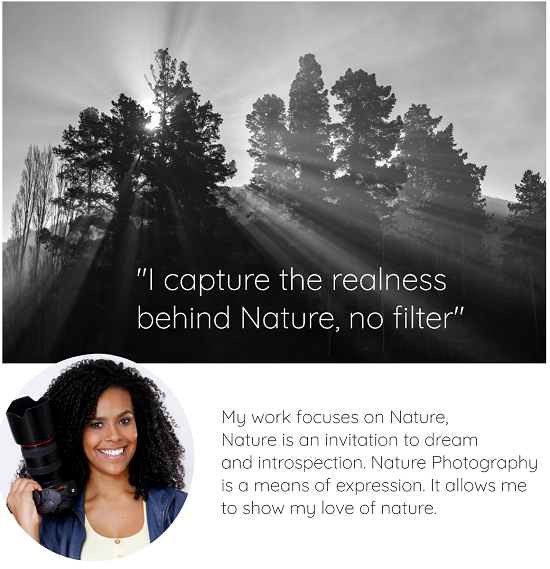 "I capture the realness
behind Nature, no filter"
My work focuses on Nature,
Nature is an invitation to dream
and introspection. Nature Photography
is a means of expression. It allows me
to show my love of nature.